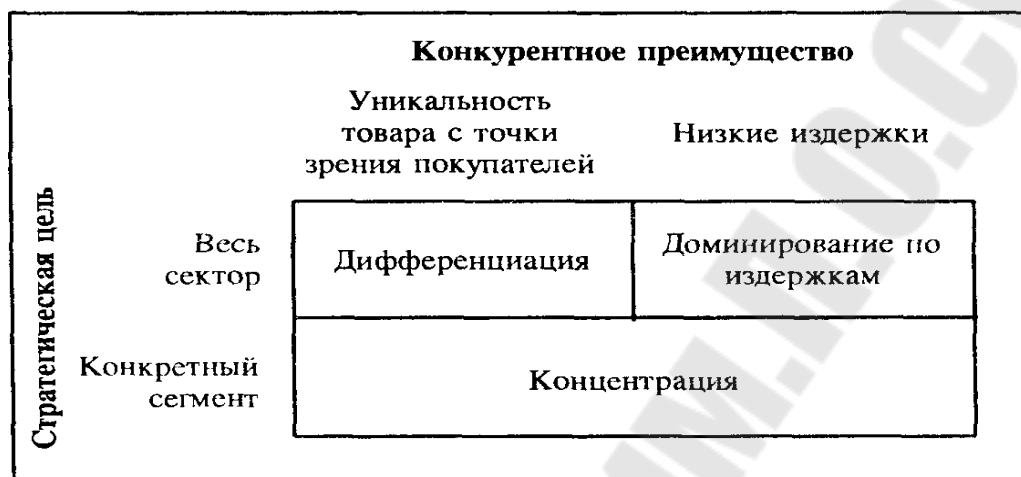 Конкурентное преимущество
Уникальность
товара с точки
зрения покупателей
Низкие издержки
Стратегическая цель
Весь
сектор
Дифференциация
Доминирование по
издержкам
Конкретный
сегмент
Концентрация